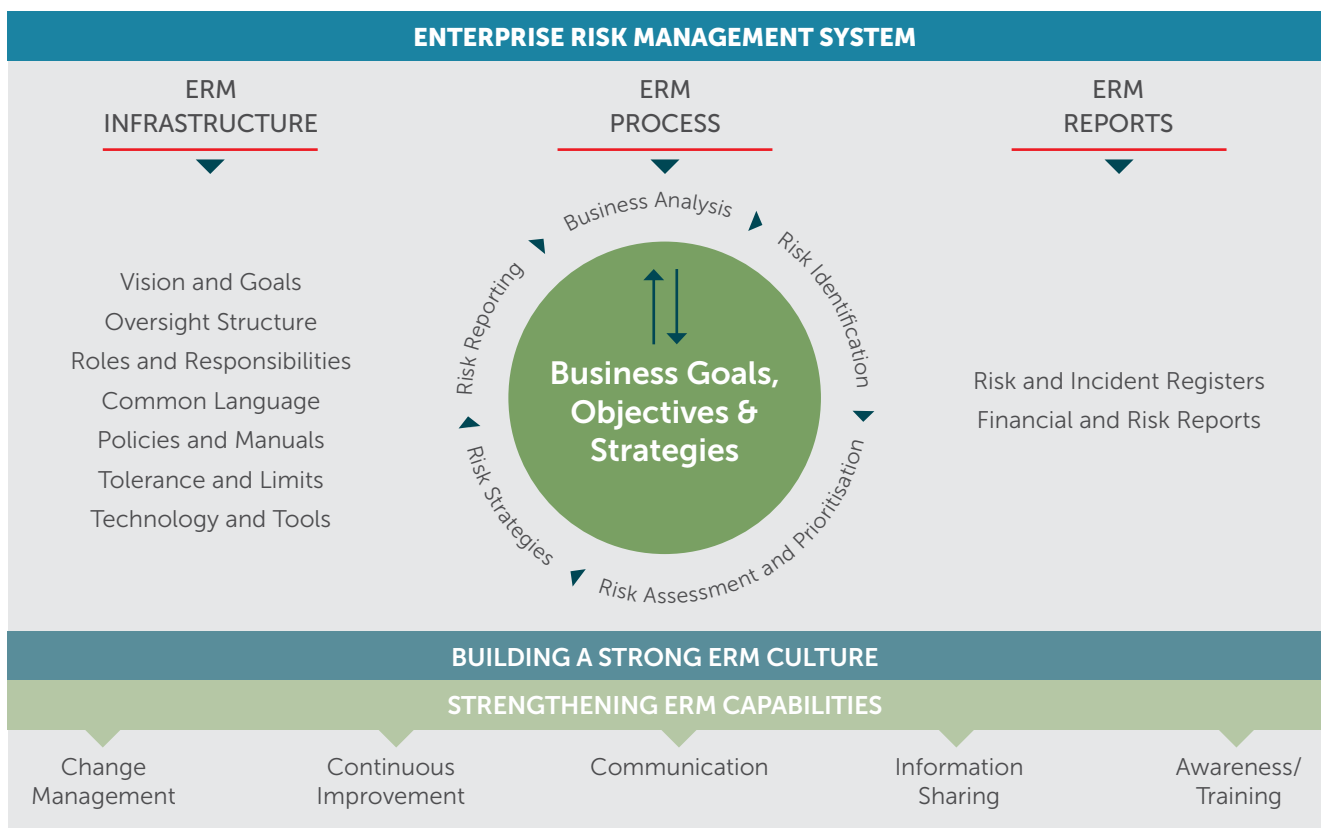 ENTERPRISE RISK MANAGEMENT SYSTEM
ERM
INFRASTRUCTURE
Vision and Goals
Oversight Structure
Roles and Responsibilities
Common Language
Policies and Manuals
Tolerance and Limits
Technology and Tools
ERM
PROCESS
Business Analysis
Risk Identification
Risk Assessment and Prioritisation
Risk Strategies
Risk Reporting
Business Goals,
Objectives &
Strategies
ERM
REPORTS
Risk and Incident Registers
Financial and Risk Reports
BUILDING A STRONG ERM CULTURE
STRENGTHENING ERM CAPABILITIES
Change
Management
Continuous
Improvement
Communication
Information
Sharing
Awareness/
Training